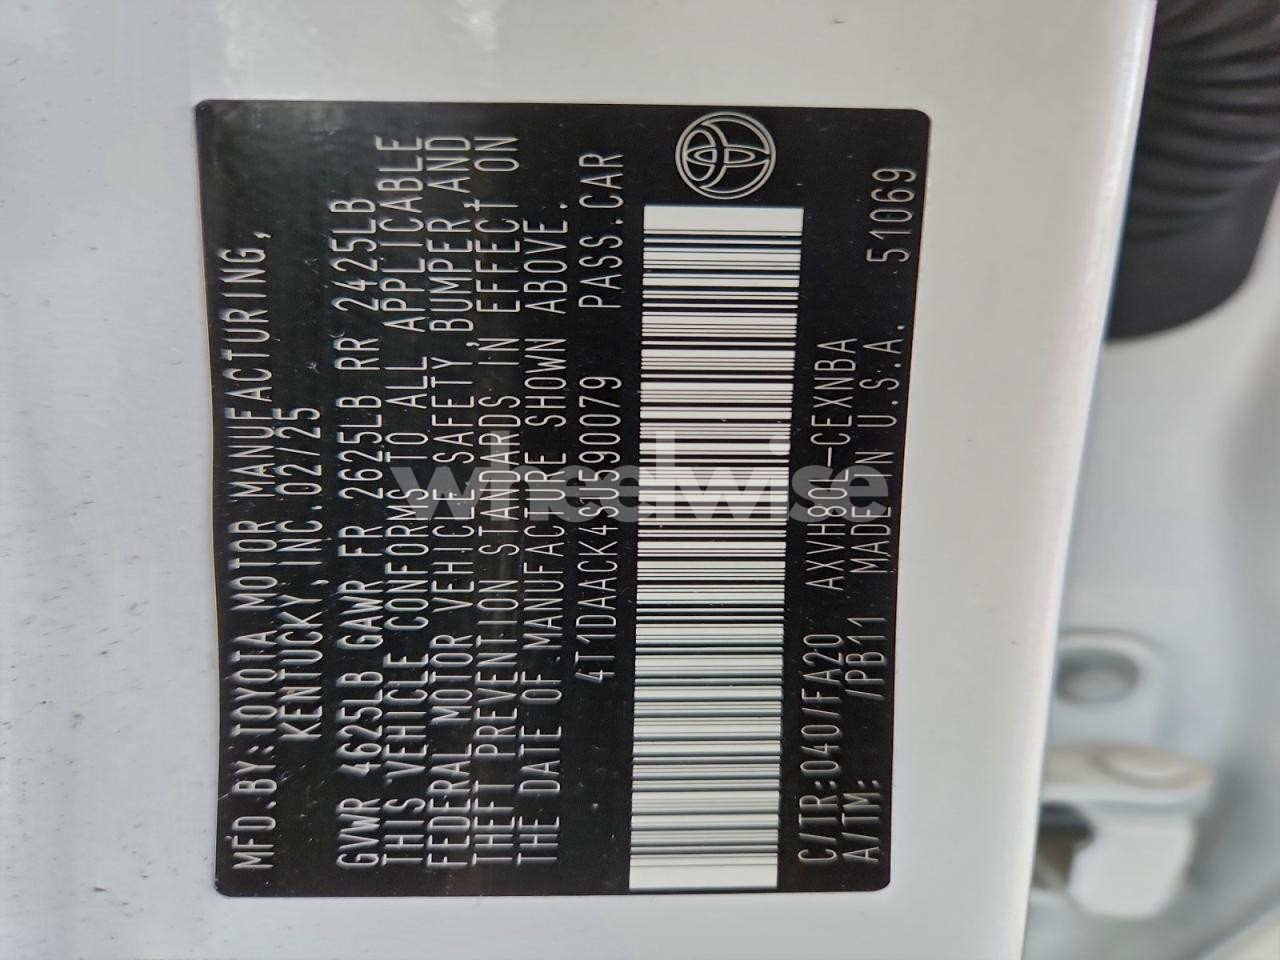 MFD.BY:TOYOTA MOTOR MANUFACTURING,
KENTUCKY,INC.02/25
GVWR 4625LB GAWR FR 2625LB RR 2425LB
THIS VEHICLE CONFORMS TO ALL APPLICABLE
FEDERAL MOTOR VEHICLE SAFETY,BUMPER AND
THEFT PREVENTION STANDARDS IN EFFECT ON
THE DATE OF MANUFACTURE SHOWN ABOVE.
4T1DAACK4SU590079 PASS.CAR
C/TR:040/FA20 AXVH80L-CEXNBA 51069
A/TM: /PB11 MADE IN U.S.A.
wheelwise